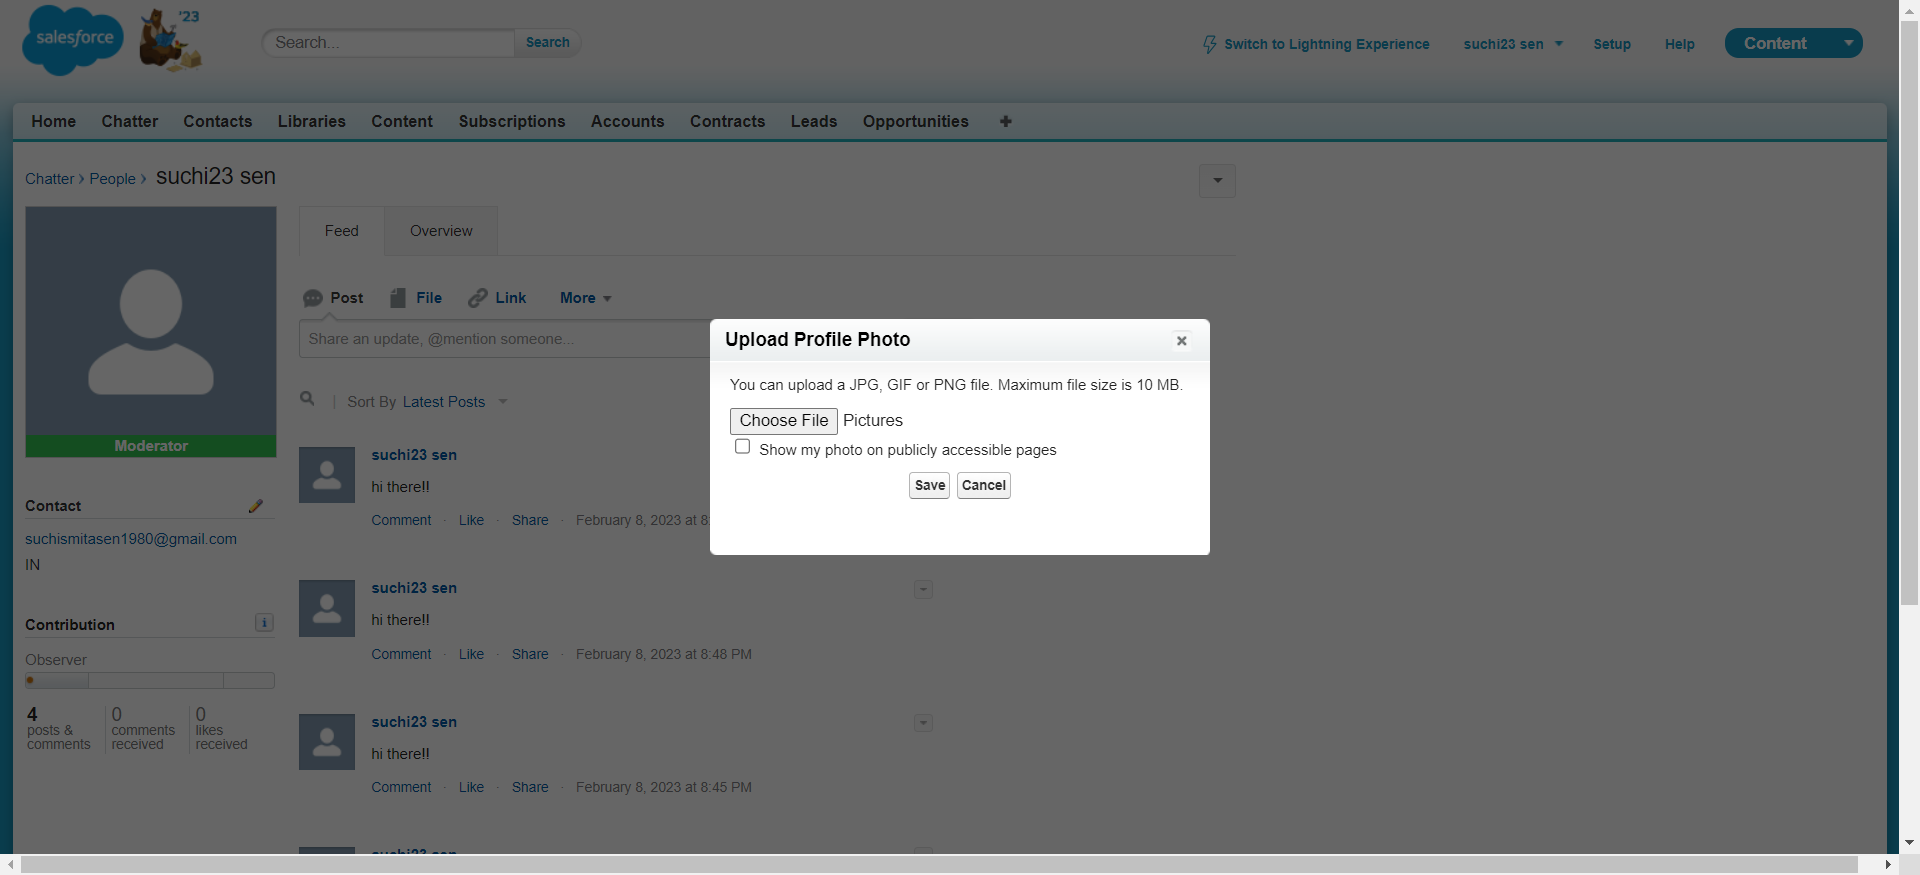 salesforce '23
Search... Search
Switch to Lightning Experience suchi23 sen Setup Help Content
Home Chatter Contacts Libraries Content Subscriptions Accounts Contracts Leads Opportunities +
Chatter › People › suchi23 sen
Feed Overview
Post File Link More
Share an update, @mention someone...
Sort By Latest Posts
Moderator
Contact
suchismitasen1980@gmail.com
IN
Contribution i
Observer
4 posts & comments
0 comments received
0 likes received
suchi23 sen
hi there!!
Comment · Like · Share · February 8, 2023 at 8
suchi23 sen
hi there!!
Comment · Like · Share · February 8, 2023 at 8:48 PM
suchi23 sen
hi there!!
Comment · Like · Share · February 8, 2023 at 8:45 PM
suchi23 sen
Upload Profile Photo
You can upload a JPG, GIF or PNG file. Maximum file size is 10 MB.
Choose File Pictures
Show my photo on publicly accessible pages
Save Cancel